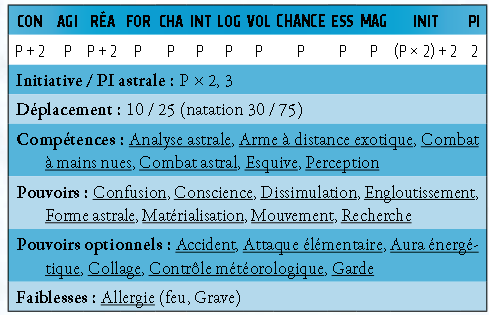 CON AGI RÉA FOR CHA INT LOG VOL CHANCE ESS MAG INIT PI
P + 2 P P + 2 P P P P P P P P (P × 2) + 2 2
Initiative / PI astrale : P × 2, 3
Déplacement : 10 / 25 (natation 30 / 75)
Compétences : Analyse astrale, Arme à distance exotique, Combat
à mains nues, Combat astral, Esquive, Perception
Pouvoirs : Confusion, Conscience, Dissimulation, Engloutissement,
Forme astrale, Matérialisation, Mouvement, Recherche
Pouvoirs optionnels : Accident, Attaque élémentaire, Aura énergé-
tique, Collage, Contrôle météorologique, Garde
Faiblesses : Allergie (feu, Grave)